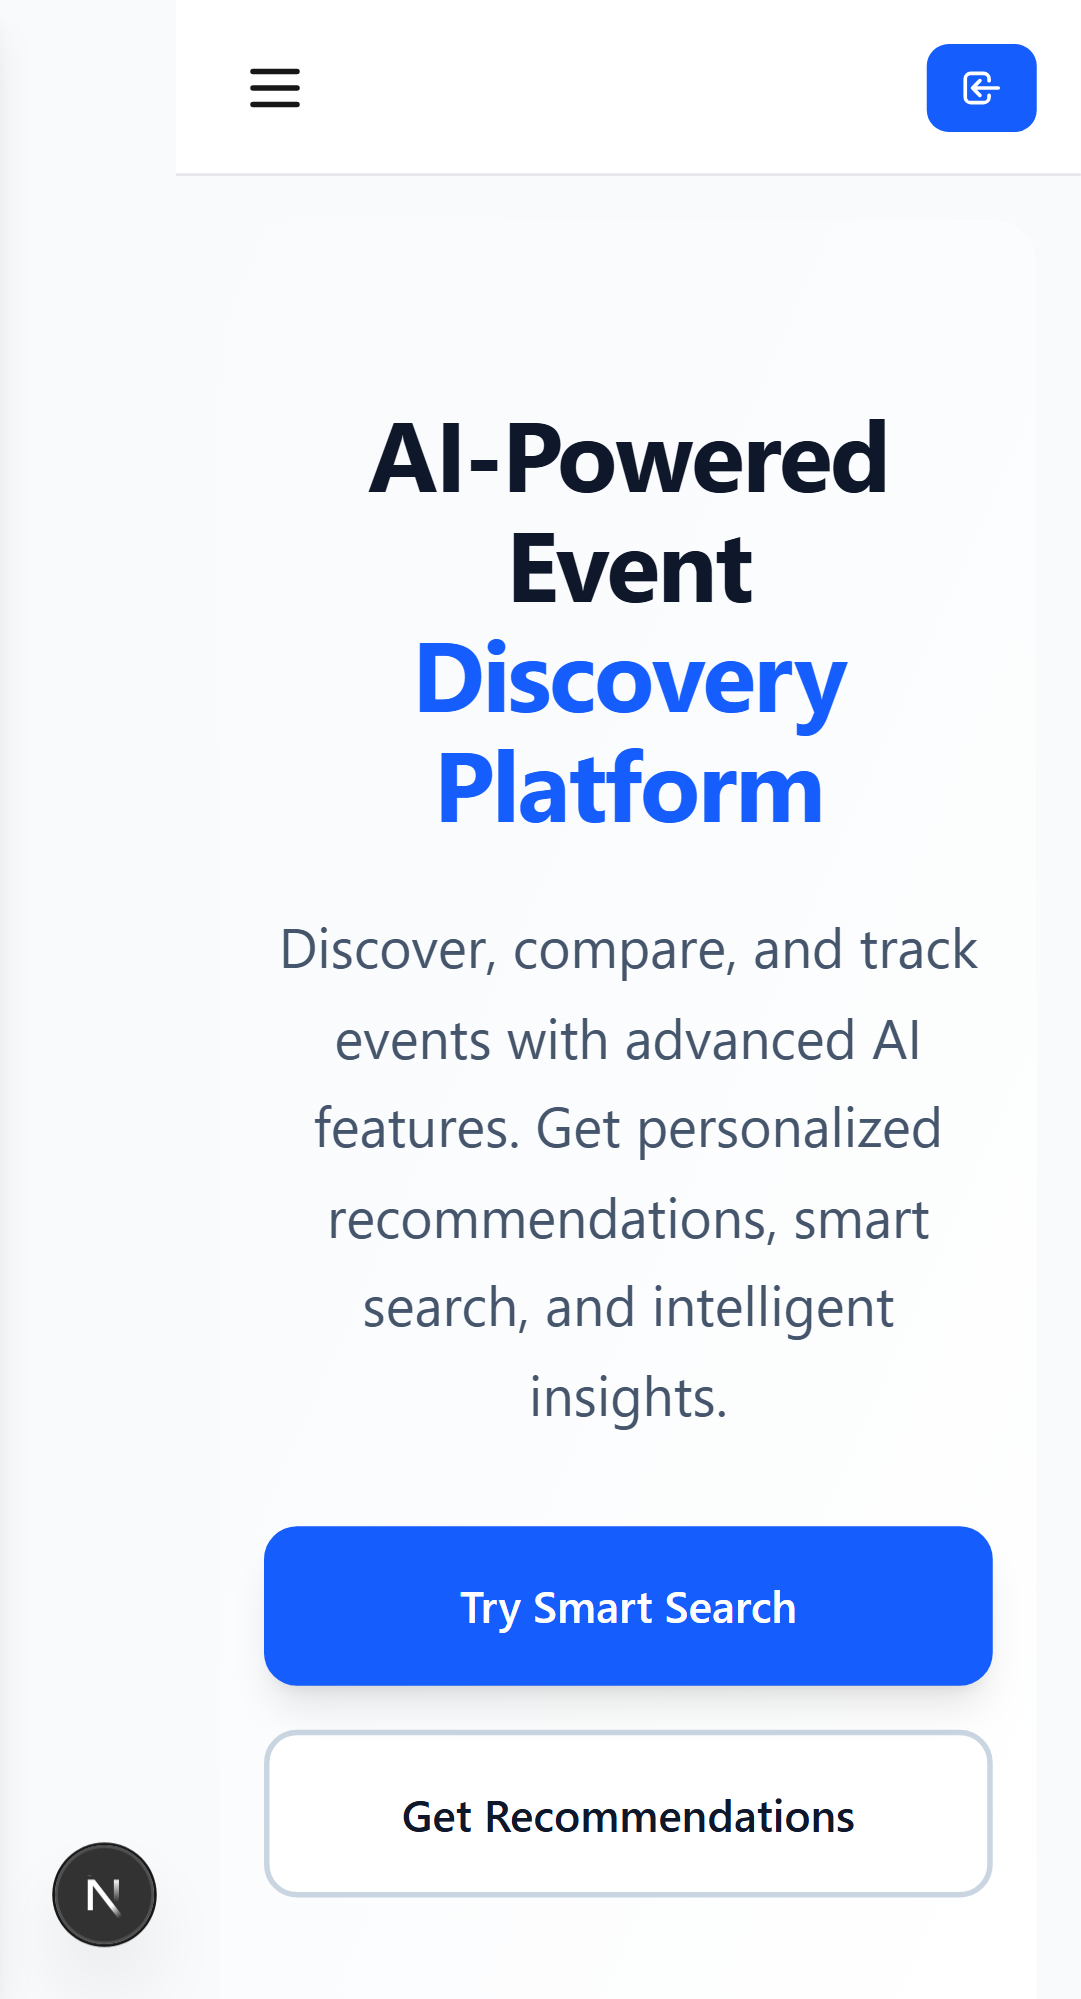 AI-Powered
Event
Discovery
Platform
Discover, compare, and track
events with advanced AI
features. Get personalized
recommendations, smart
search, and intelligent
insights.
Try Smart Search
Get Recommendations
N